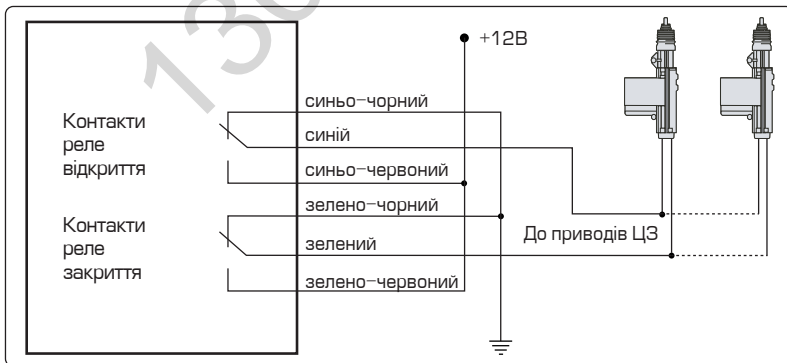 +12В
синьо-чорний
Контакти
реле
відкриття
синій
синьо-червоний
зелено-чорний
Контакти
реле
закриття
зелений
До приводів ЦЗ
зелено-червоний